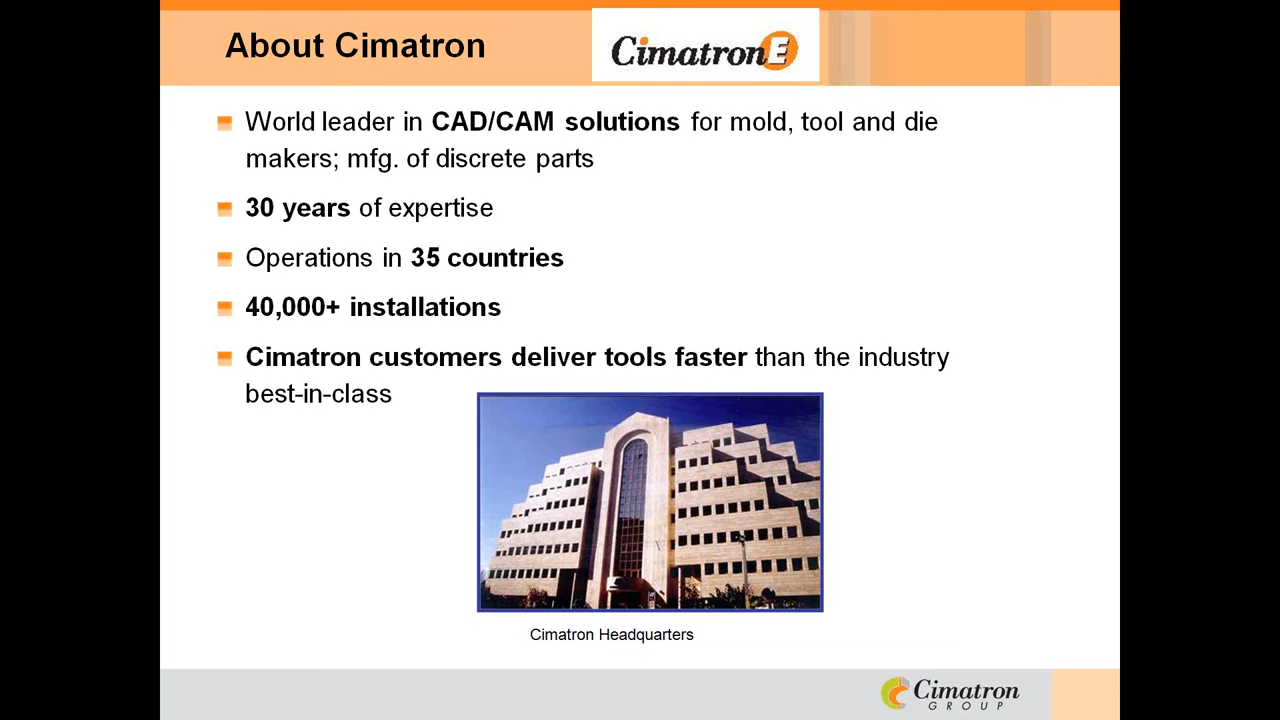 About Cimatron
CimatronE
World leader in CAD/CAM solutions for mold, tool and die
makers; mfg. of discrete parts
30 years of expertise
Operations in 35 countries
40,000+ installations
Cimatron customers deliver tools faster than the industry
best-in-class
Cimatron Headquarters
Cimatron
GROUP